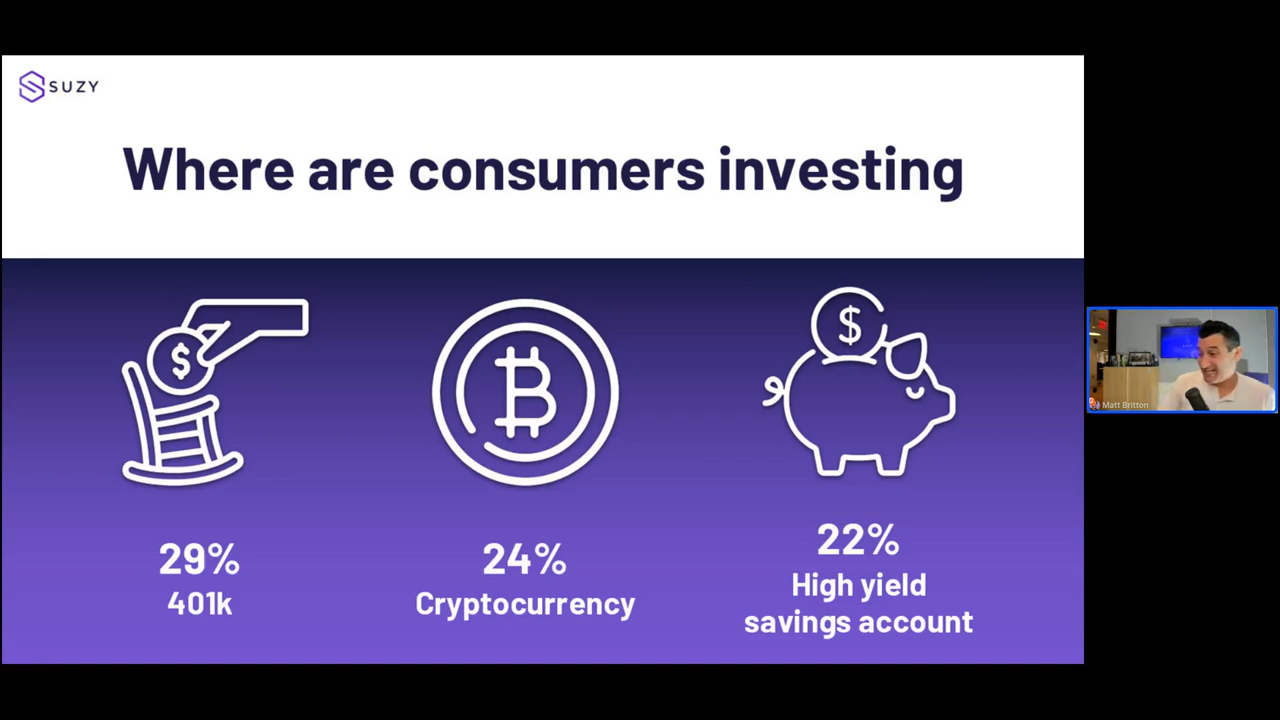 SUZY
Where are consumers investing
$
$
29%
401k
24%
Cryptocurrency
22%
High yield
savings account
Matt Britton